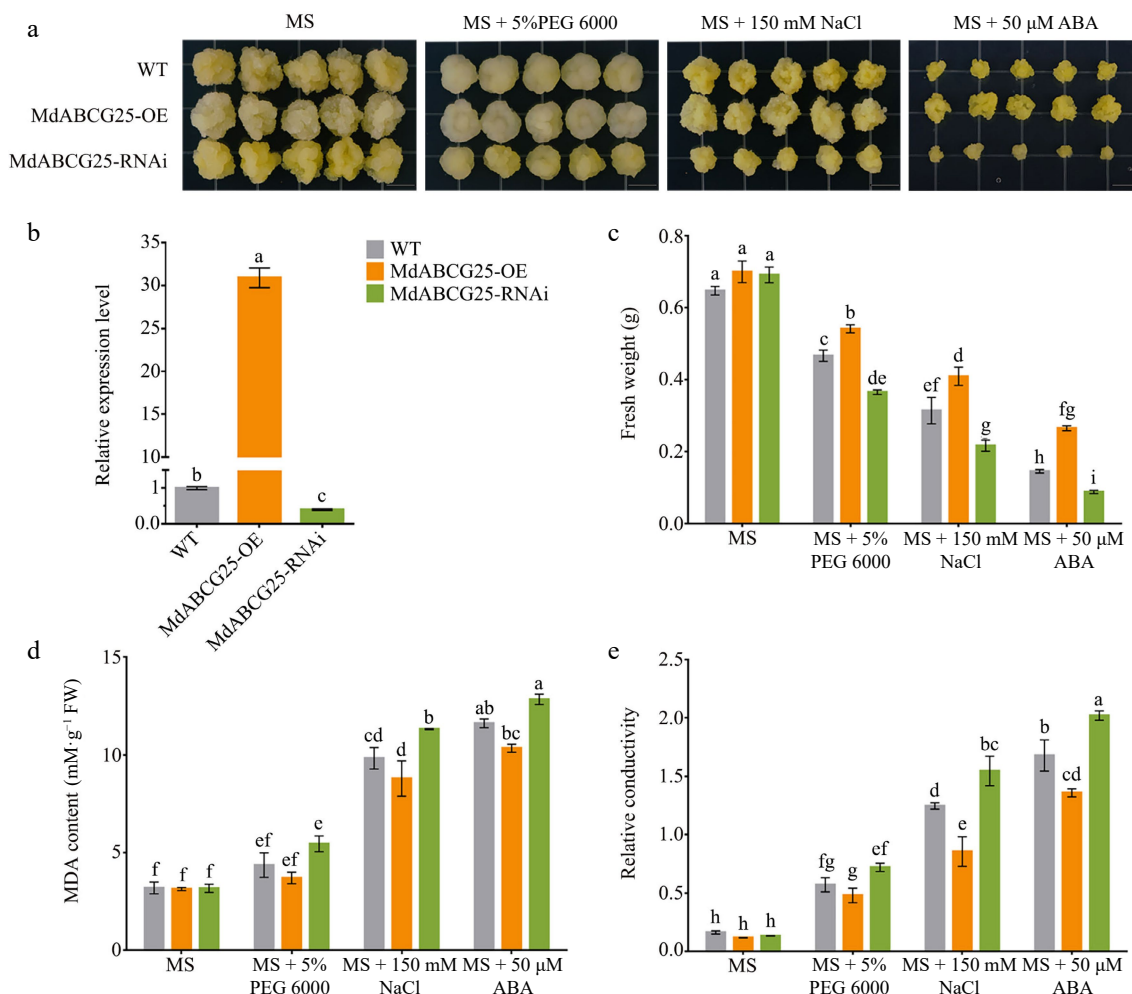 a
MS
MS + 5%PEG 6000
MS + 150 mM NaCl
MS + 50 μM ABA
WT
MdABCG25-OE
MdABCG25-RNAi
b
Relative expression level
35
30
25
20
15
10
1
0.0
b
a
c
WT
MdABCG25-OE
MdABCG25-RNAi
WT
MdABCG25-OE
MdABCG25-RNAi
c
Fresh weight (g)
0.8
0.6
0.4
0.2
0.0
a a a
c b de
ef d g
h fg i
MS
MS + 5%
PEG 6000
MS + 150 mM
NaCl
MS + 50 μM
ABA
d
MDA content (mM·g⁻¹ FW)
15
10
5
0
f f f
ef ef e
cd d b
ab bc a
MS
MS + 5%
PEG 6000
MS + 150 mM
NaCl
MS + 50 μM
ABA
e
Relative conductivity
2.5
2.0
1.5
1.0
0.5
0.0
h h h
fg g ef
d e bc
b cd a
MS
MS + 5%
PEG 6000
MS + 150 mM
NaCl
MS + 50 μM
ABA